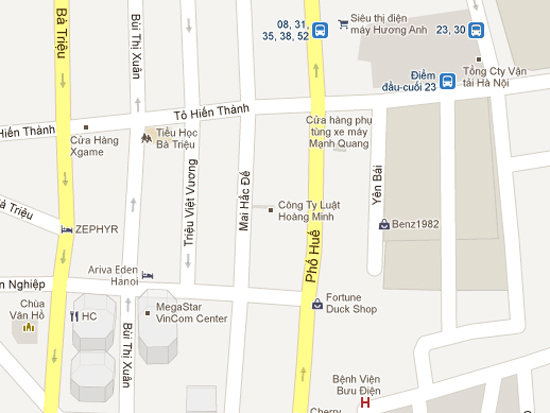 Bà Triệu
Bùi Thị Xuân
08, 31,
35, 38, 52
Siêu thị điện
máy Hương Anh
23, 30
Điểm
đầu-cuối 23
Tổng Cty Vận
tải Hà Nội
Tô Hiến Thành
Hiến Thành
Cửa Hàng
Xgame
Tiểu Học
Bà Triệu
Cửa hàng phụ
tùng xe máy
Mạnh Quang
Triệu Việt Vương
Mai Hắc Đế
Yên Bái
à Triệu
ZEPHYR
Công Ty Luật
Hoàng Minh
Benz1982
Phố Huế
Ariva Eden
Hanoi
n Nghiệp
Chùa
Vân Hồ
HC
Bùi Thị Xuân
MegaStar
VinCom Center
Fortune
Duck Shop
Bệnh Viện
Bưu Điện
H
Cherry